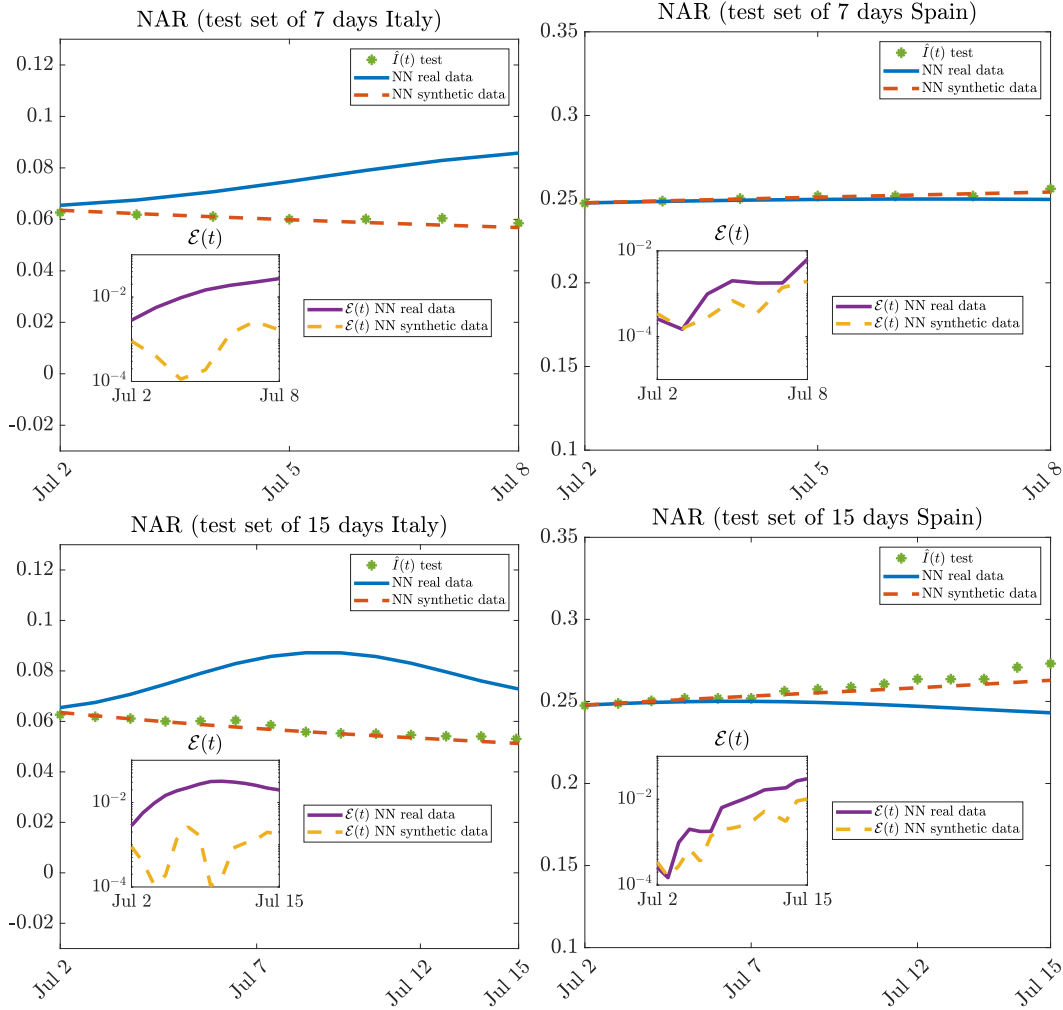 NAR (test set of 7 days Italy)
0.12
0.1
0.08
0.06
0.04
0.02
0
-0.02
Î(t) test
NN real data
NN synthetic data
ℰ(t)
10⁻²
10⁻⁴
Jul 2
Jul 8
ℰ(t) NN real data
ℰ(t) NN synthetic data
Jul 2
Jul 5
Jul 8
NAR (test set of 7 days Spain)
0.35
0.3
0.25
0.2
0.15
0.1
Î(t) test
NN real data
NN synthetic data
ℰ(t)
10⁻²
10⁻⁴
Jul 2
Jul 8
ℰ(t) NN real data
ℰ(t) NN synthetic data
Jul 2
Jul 5
Jul 8
NAR (test set of 15 days Italy)
0.12
0.1
0.08
0.06
0.04
0.02
0
-0.02
Î(t) test
NN real data
NN synthetic data
ℰ(t)
10⁻²
10⁻⁴
Jul 2
Jul 15
ℰ(t) NN real data
ℰ(t) NN synthetic data
Jul 2
Jul 7
Jul 12
Jul 15
NAR (test set of 15 days Spain)
0.35
0.3
0.25
0.2
0.15
0.1
Î(t) test
NN real data
NN synthetic data
ℰ(t)
10⁻²
10⁻⁴
Jul 2
Jul 15
ℰ(t) NN real data
ℰ(t) NN synthetic data
Jul 2
Jul 7
Jul 12
Jul 15